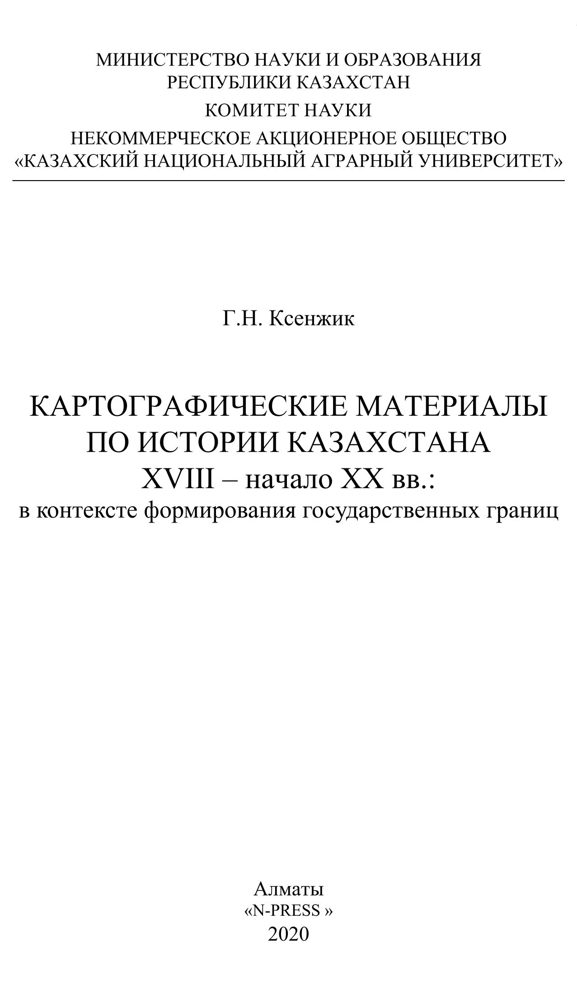 МИНИСТЕРСТВО НАУКИ И ОБРАЗОВАНИЯ
РЕСПУБЛИКИ КАЗАХСТАН
КОМИТЕТ НАУКИ
НЕКОММЕРЧЕСКОЕ АКЦИОНЕРНОЕ ОБЩЕСТВО
«КАЗАХСКИЙ НАЦИОНАЛЬНЫЙ АГРАРНЫЙ УНИВЕРСИТЕТ»
Г.Н. Ксенжик
КАРТОГРАФИЧЕСКИЕ МАТЕРИАЛЫ
ПО ИСТОРИИ КАЗАХСТАНА
XVIII – начало XX вв.:
в контексте формирования государственных границ
Алматы
«N-PRESS »
2020